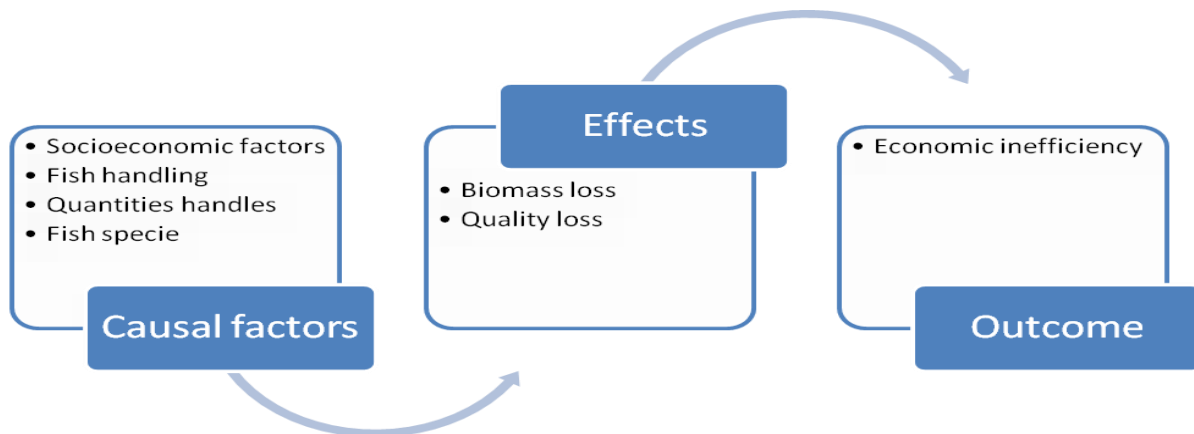 • Socioeconomic factors
• Fish handling
• Quantities handles
• Fish specie
Causal factors
Effects
• Biomass loss
• Quality loss
• Economic inefficiency
Outcome